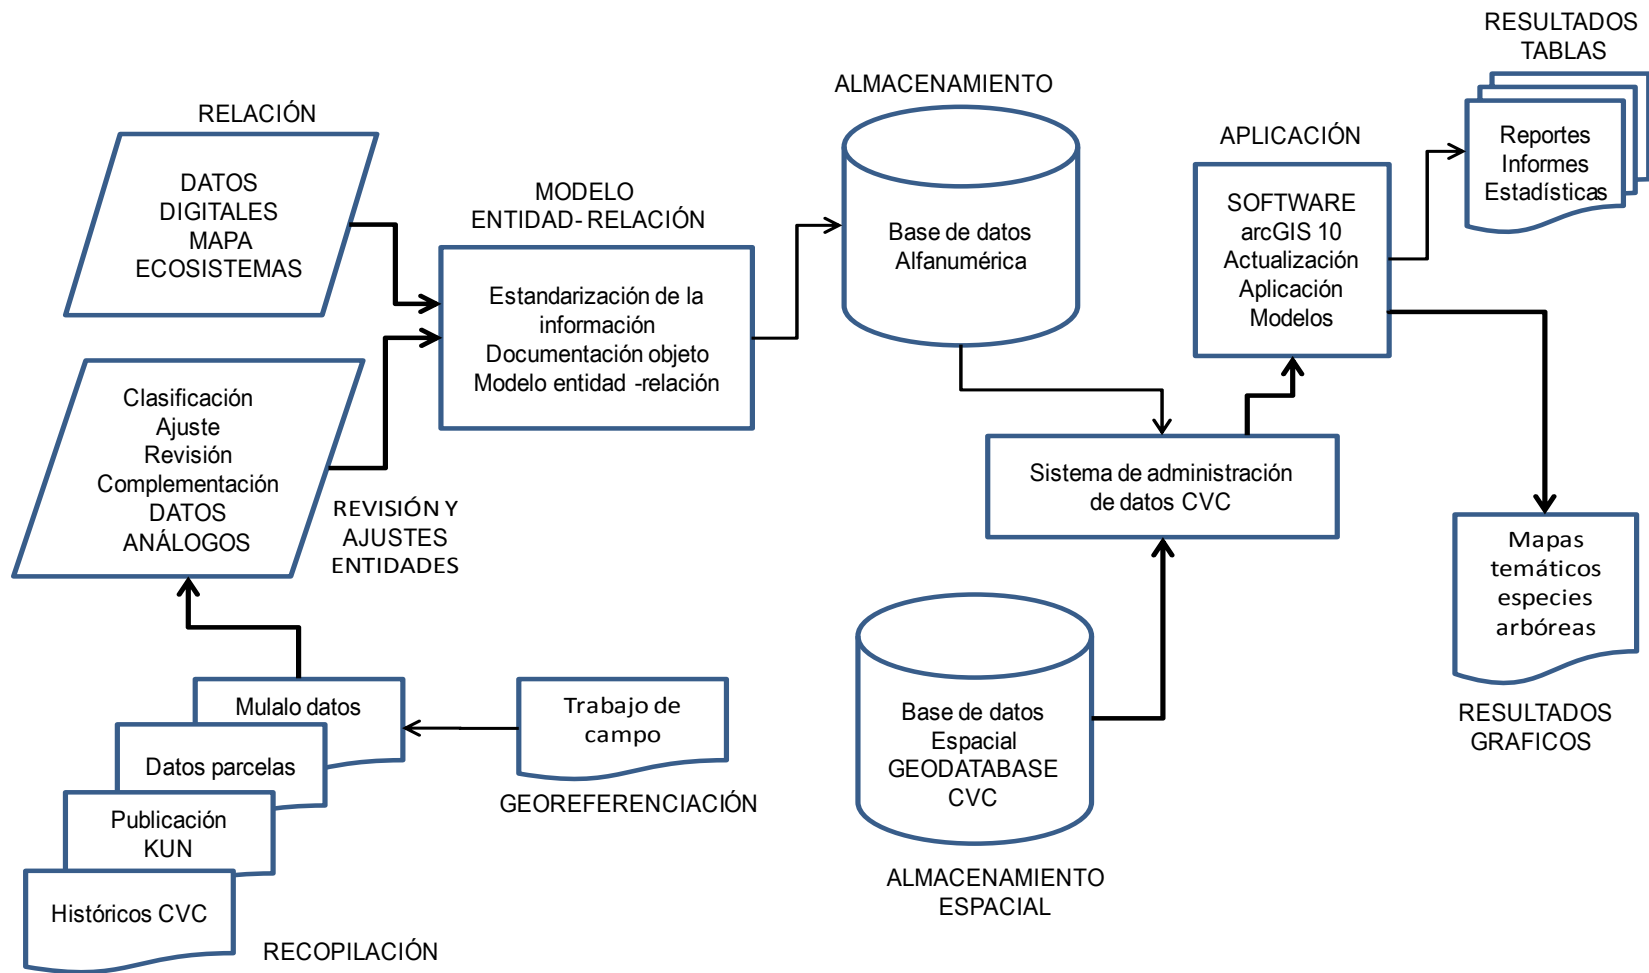 RELACIÓN
DATOS
DIGITALES
MAPA
ECOSISTEMAS
Clasificación
Ajuste
Revisión
Complementación
DATOS
ANÁLOGOS
REVISIÓN Y
AJUSTES
ENTIDADES
Mulalo datos
Datos parcelas
Publicación
KUN
Históricos CVC
RECOPILACIÓN
Trabajo de
campo
GEOREFERENCIACIÓN
MODELO
ENTIDAD- RELACIÓN
Estandarización de la
información
Documentación objeto
Modelo entidad -relación
ALMACENAMIENTO
Base de datos
Alfanumérica
Sistema de administración
de datos CVC
Base de datos
Espacial
GEODATABASE
CVC
ALMACENAMIENTO
ESPACIAL
APLICACIÓN
SOFTWARE
arcGIS 10
Actualización
Aplicación
Modelos
RESULTADOS
TABLAS
Reportes
Informes
Estadísticas
Mapas
temáticos
especies
arbóreas
RESULTADOS
GRAFICOS